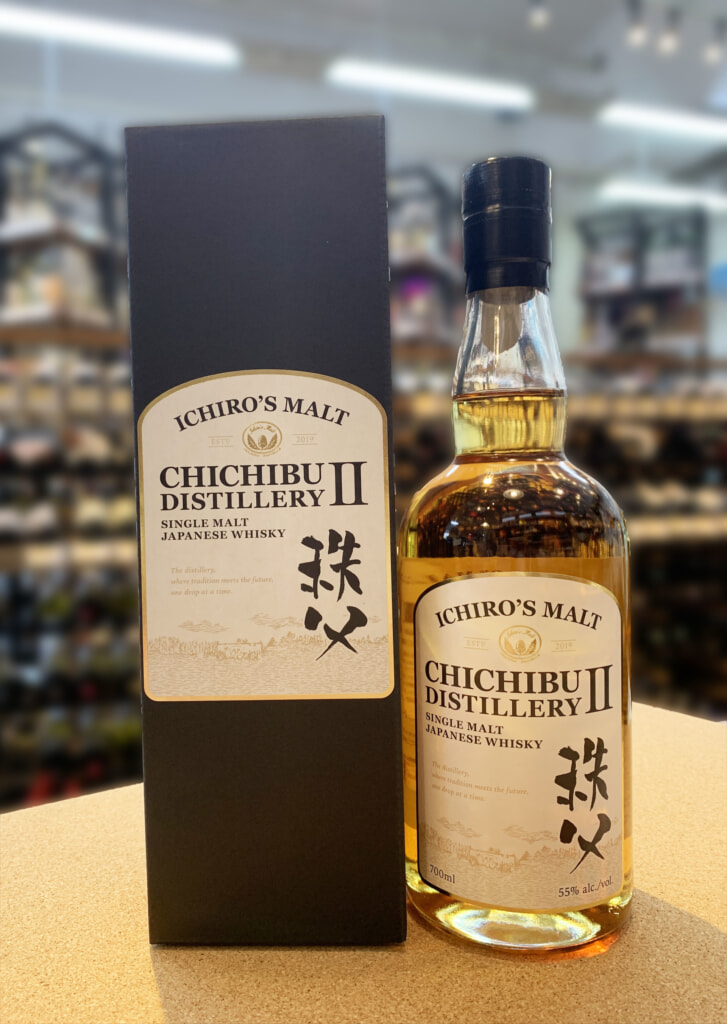 ICHIRO'S MALT
ESTD 2019
CHICHIBU
DISTILLERY II
SINGLE MALT
JAPANESE WHISKY
The distillery,
where tradition meets the future,
one drop at a time.
秩父
ICHIRO'S MALT
ESTD 2019
CHICHIBU
DISTILLERY II
SINGLE MALT
JAPANESE WHISKY
The distillery,
where tradition meets the future,
one drop at a time.
秩父
700ml
55% alc./vol.